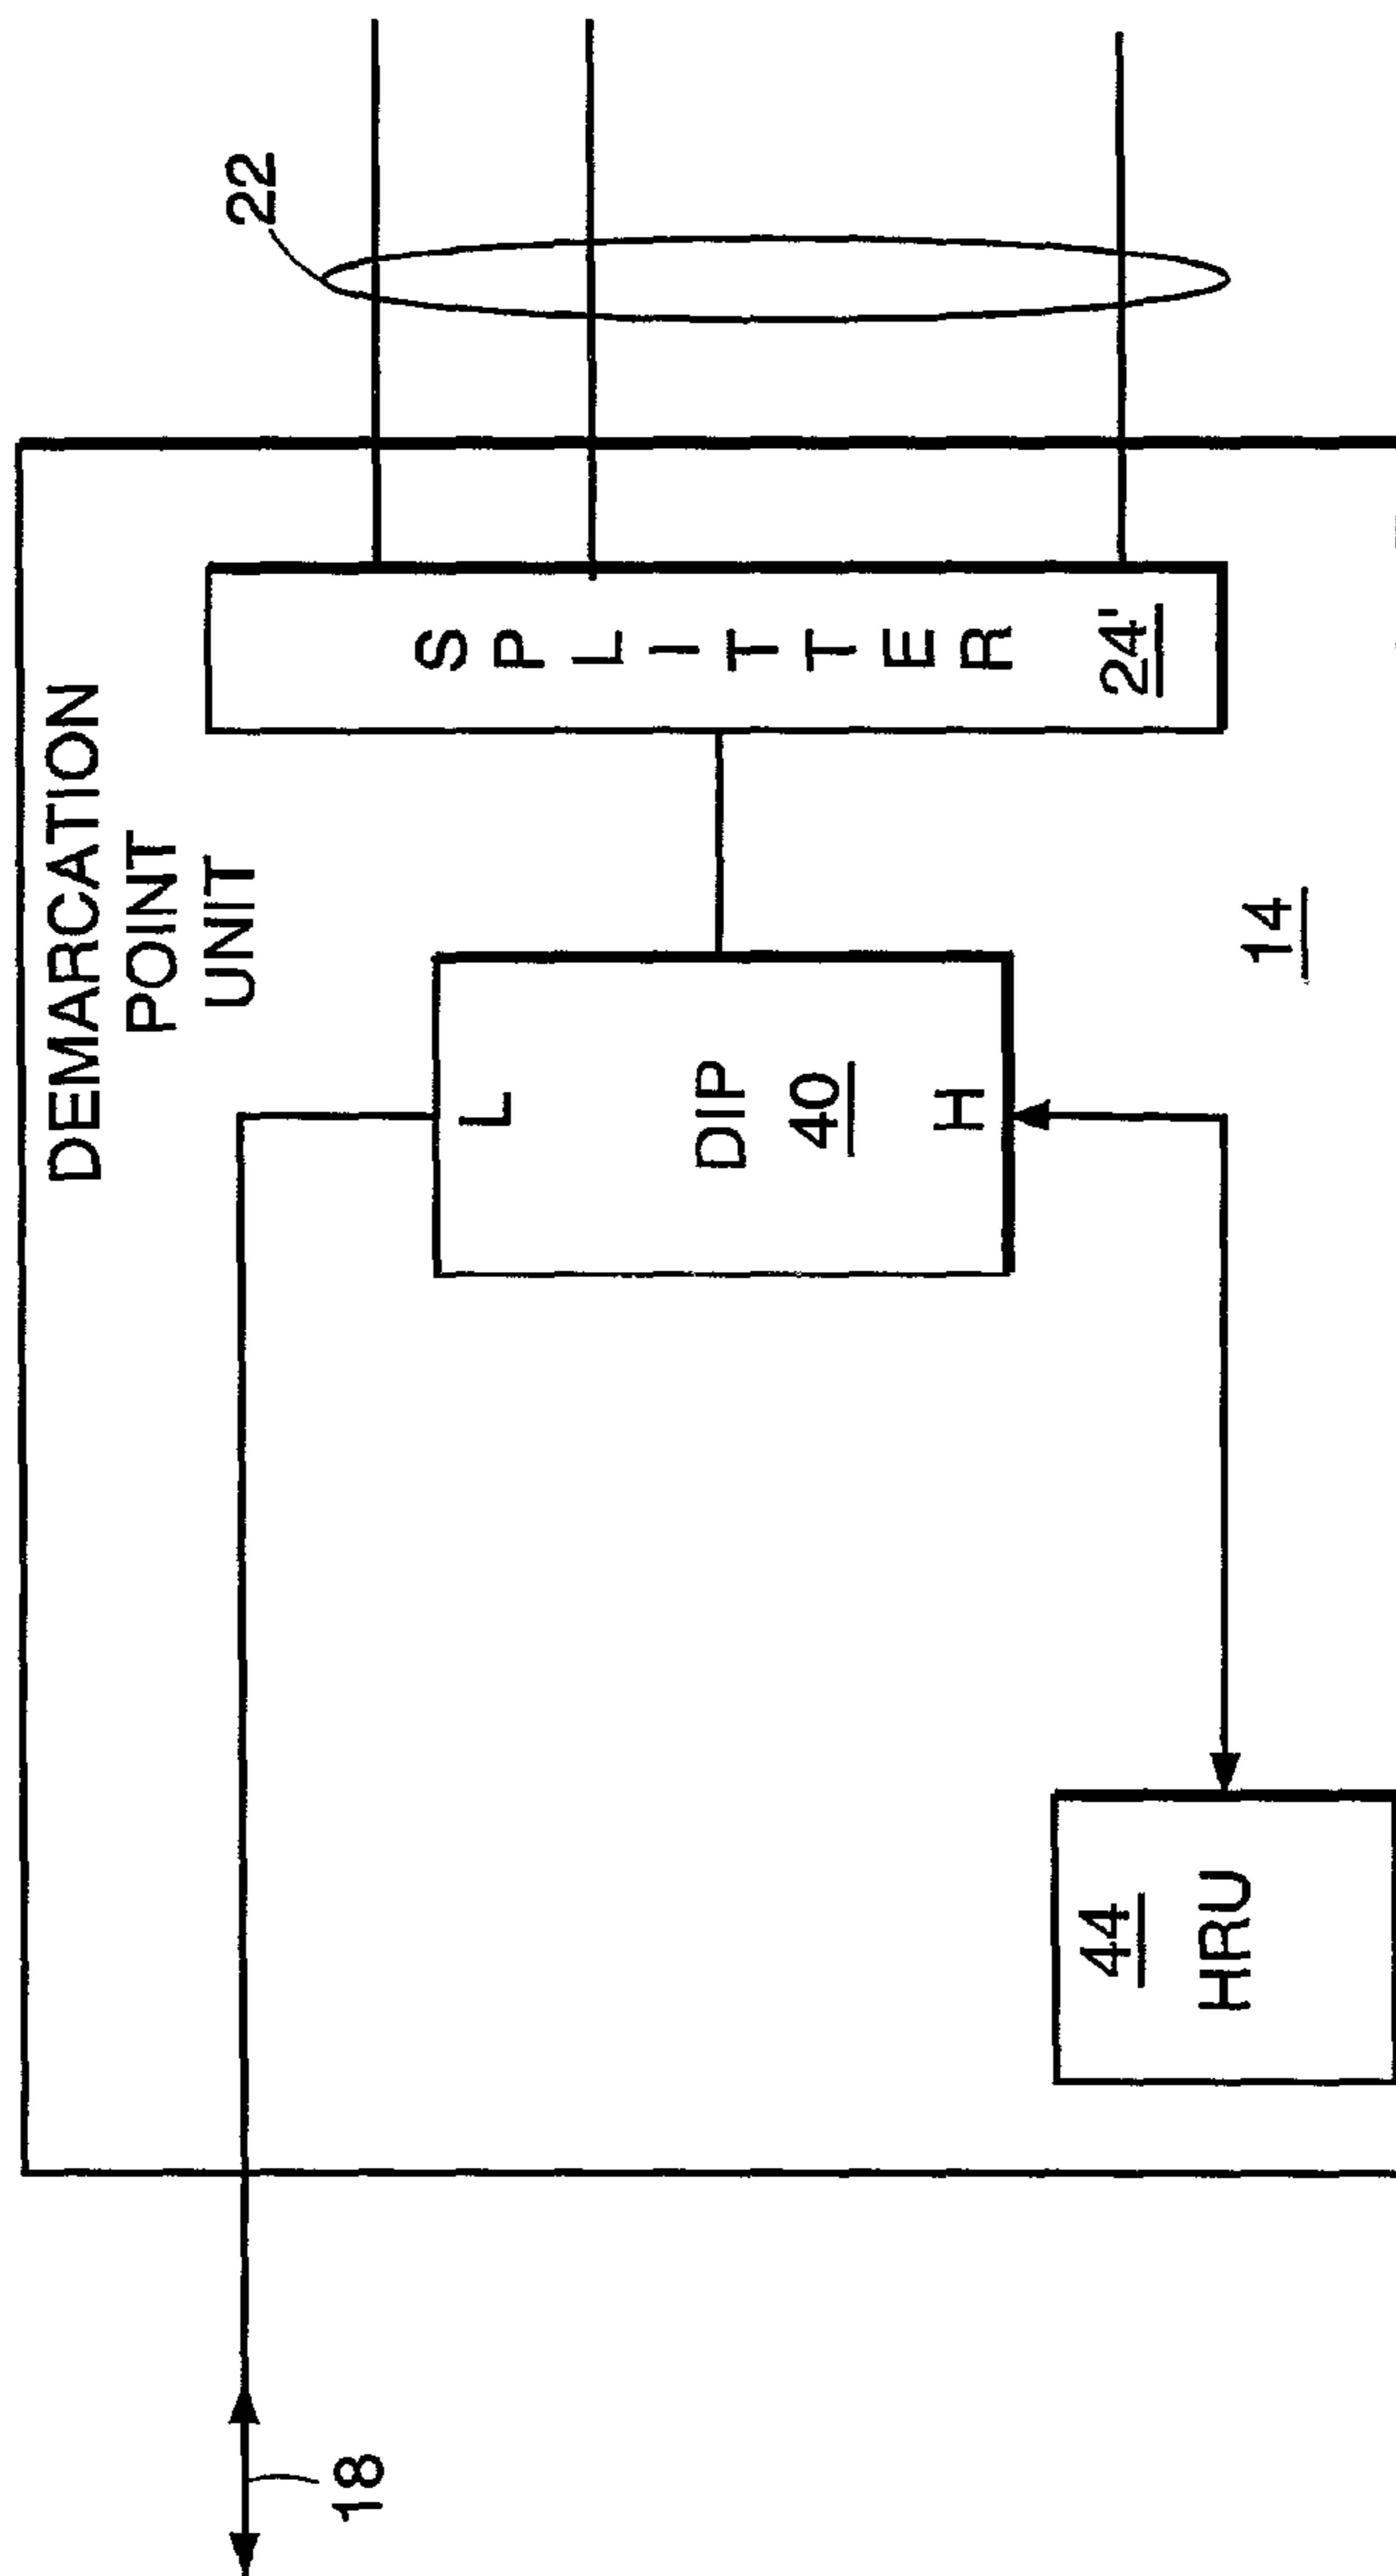 DEMARCATION
POINT
UNIT
22
SPLITTER
24'
L
DIP
40
H
14
44
HRU
18